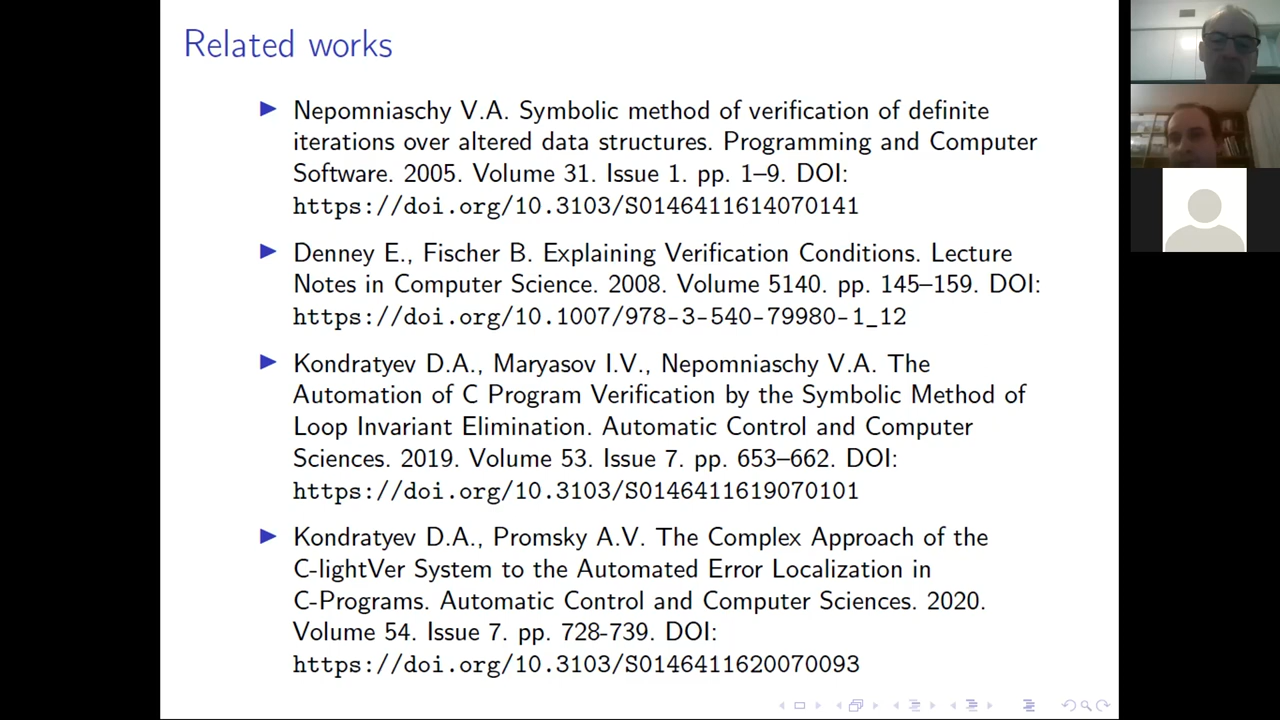 Related works
Nepomniaschy V.A. Symbolic method of verification of definite
iterations over altered data structures. Programming and Computer
Software. 2005. Volume 31. Issue 1. pp. 1–9. DOI:
https://doi.org/10.3103/S0146411614070141
Denney E., Fischer B. Explaining Verification Conditions. Lecture
Notes in Computer Science. 2008. Volume 5140. pp. 145–159. DOI:
https://doi.org/10.1007/978-3-540-79980-1_12
Kondratyev D.A., Maryasov I.V., Nepomniaschy V.A. The
Automation of C Program Verification by the Symbolic Method of
Loop Invariant Elimination. Automatic Control and Computer
Sciences. 2019. Volume 53. Issue 7. pp. 653–662. DOI:
https://doi.org/10.3103/S0146411619070101
Kondratyev D.A., Promsky A.V. The Complex Approach of the
C-lightVer System to the Automated Error Localization in
C-Programs. Automatic Control and Computer Sciences. 2020.
Volume 54. Issue 7. pp. 728-739. DOI:
https://doi.org/10.3103/S0146411620070093